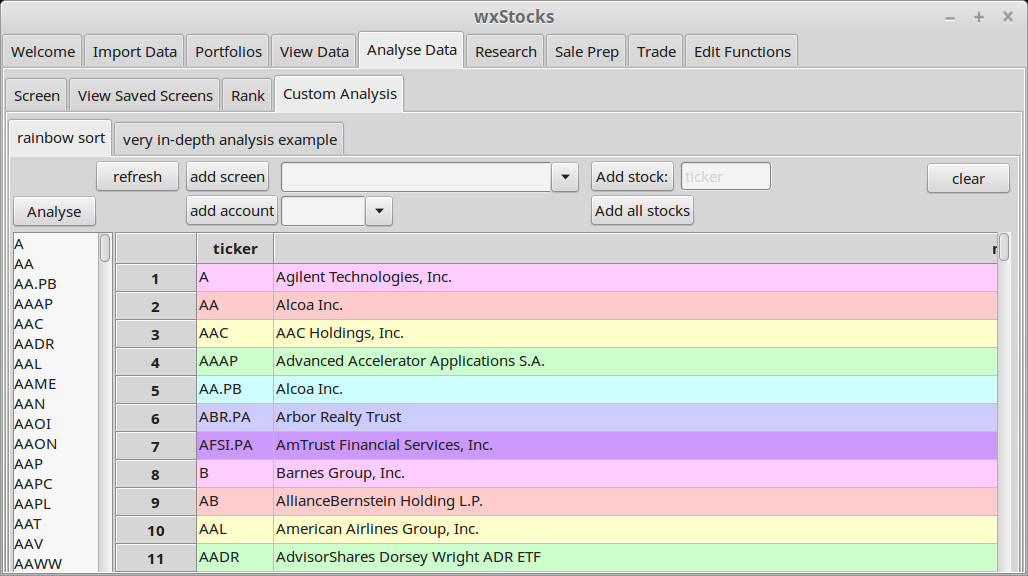 wxStocks
Welcome Import Data Portfolios View Data Analyse Data Research Sale Prep Trade Edit Functions
Screen View Saved Screens Rank Custom Analysis
rainbow sort very in-depth analysis example
refresh add screen Add stock: ticker clear
Analyse add account Add all stocks
A
AA
AA.PB
AAAP
AAC
AADR
AAL
AAME
AAN
AAOI
AAON
AAP
AAPC
AAPL
AAT
AAV
AAWW
ticker
1 A Agilent Technologies, Inc.
2 AA Alcoa Inc.
3 AAC AAC Holdings, Inc.
4 AAAP Advanced Accelerator Applications S.A.
5 AA.PB Alcoa Inc.
6 ABR.PA Arbor Realty Trust
7 AFSI.PA AmTrust Financial Services, Inc.
8 B Barnes Group, Inc.
9 AB AllianceBernstein Holding L.P.
10 AAL American Airlines Group, Inc.
11 AADR AdvisorShares Dorsey Wright ADR ETF